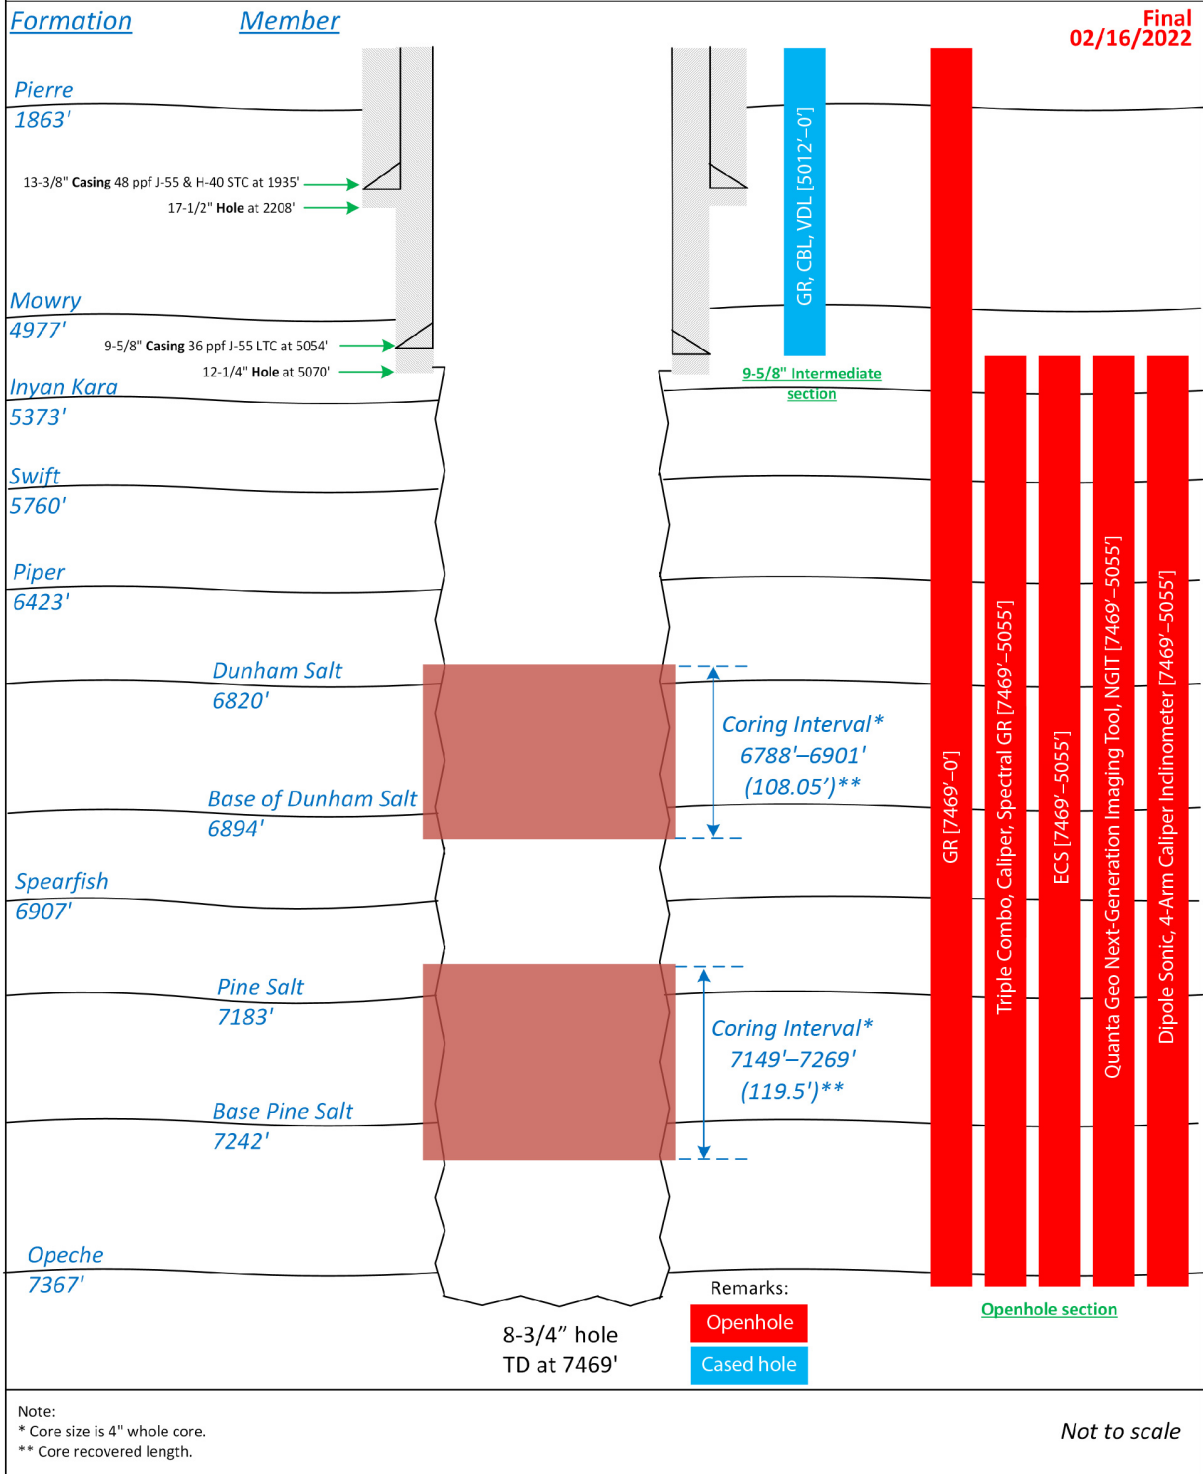 Formation
Member
Final
02/16/2022
Pierre
1863'
13-3/8" Casing 48 ppf J-55 & H-40 STC at 1935'
17-1/2" Hole at 2208'
Mowry
4977'
9-5/8" Casing 36 ppf J-55 LTC at 5054'
12-1/4" Hole at 5070'
GR, CBL, VDL [5012'–0']
9-5/8" Intermediate
section
Inyan Kara
5373'
Swift
5760'
Piper
6423'
Dunham Salt
6820'
Coring Interval*
6788'–6901'
(108.05')**
Base of Dunham Salt
6894'
Spearfish
6907'
Pine Salt
7183'
Coring Interval*
7149'–7269'
(119.5')**
Base Pine Salt
7242'
Opeche
7367'
GR [7469'–0']
Triple Combo, Caliper, Spectral GR [7469'–5055']
ECS [7469'–5055']
Quanta Geo Next-Generation Imaging Tool, NGIT [7469'–5055']
Dipole Sonic, 4-Arm Caliper Inclinometer [7469'–5055']
Openhole section
8-3/4” hole
TD at 7469'
Remarks:
Openhole
Cased hole
Note:
* Core size is 4" whole core.
** Core recovered length.
Not to scale